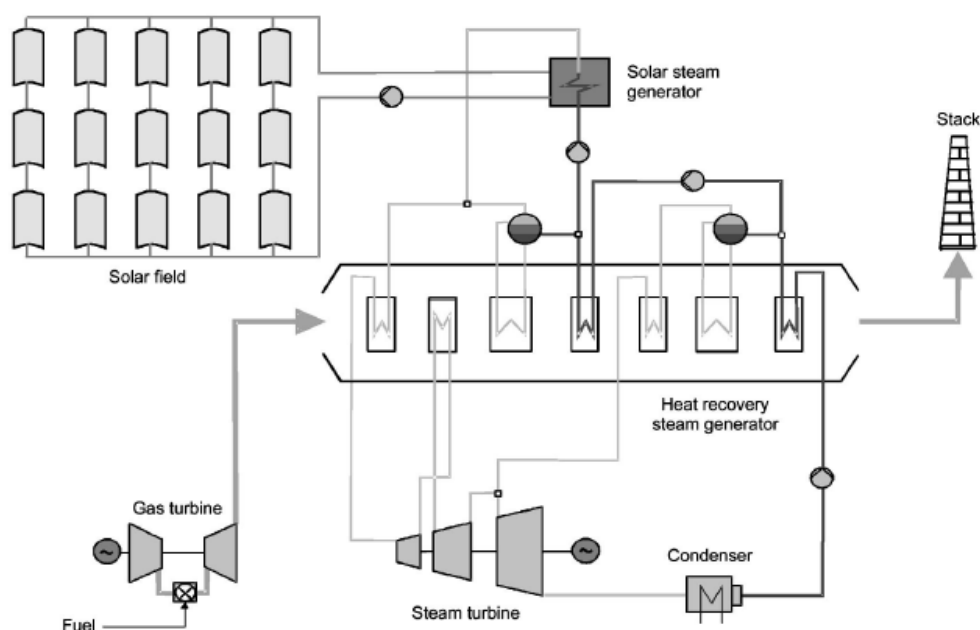 Solar steam
generator
Stack
Solar field
Heat recovery
steam generator
Gas turbine
Condenser
Steam turbine
Fuel